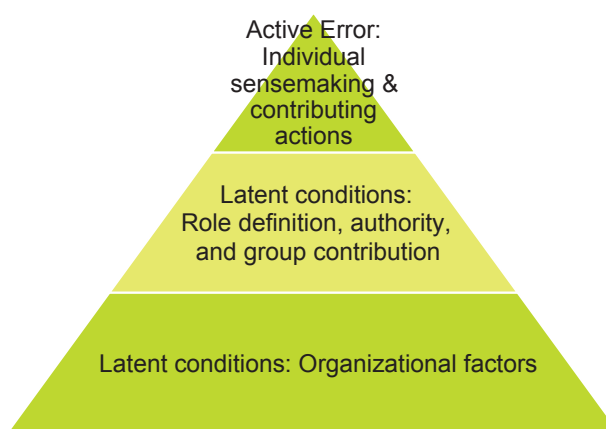 Active Error:
Individual
sensemaking &
contributing
actions
Latent conditions:
Role definition, authority,
and group contribution
Latent conditions: Organizational factors